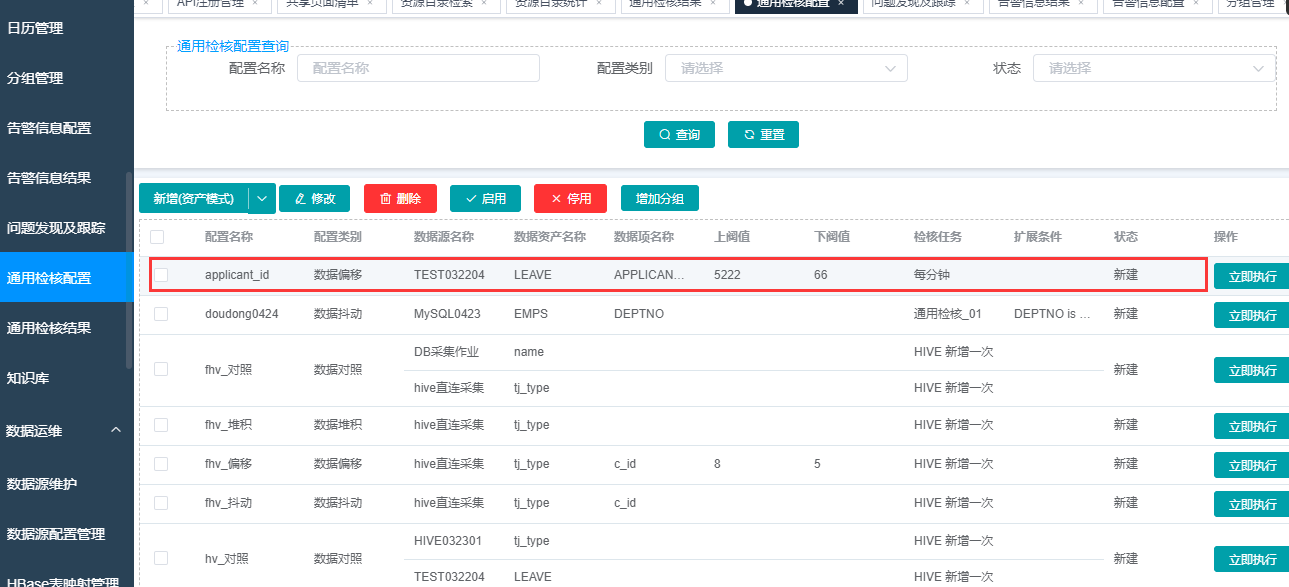 API注册管理 ×
共享页面清单 ×
资源目录检索 ×
资源目录统计 ×
通用检核结果 ×
通用检核配置 ×
问题发现及跟踪 ×
告警信息结果 ×
告警信息配置 ×
分组管理
日历管理
分组管理
告警信息配置
告警信息结果
问题发现及跟踪
通用检核配置
通用检核结果
知识库
数据运维
数据源维护
数据源配置管理
HBase表映射管理
通用检核配置查询
配置名称 配置名称 配置类别 请选择 状态 请选择
查询 重置
新增(资产模式) 修改 删除 启用 停用 增加分组
配置名称 配置类别 数据源名称 数据资产名称 数据项名称 上阀值 下阀值 检核任务 扩展条件 状态 操作
applicant_id 数据偏移 TEST032204 LEAVE APPLICAN... 5222 66 每分钟 新建 立即执行
doudong0424 数据抖动 MySQL0423 EMPS DEPTNO 通用检核_01 DEPTNO is ... 新建 立即执行
DB采集作业 name HIVE 新增一次
fhv_对照 数据对照 新建 立即执行
hive直连采集 tj_type HIVE 新增一次
fhv_堆积 数据堆积 hive直连采集 tj_type HIVE 新增一次 新建 立即执行
fhv_偏移 数据偏移 hive直连采集 tj_type c_id 8 5 HIVE 新增一次 新建 立即执行
fhv_抖动 数据抖动 hive直连采集 tj_type c_id HIVE 新增一次 新建 立即执行
HIVE032301 tj_type HIVE 新增一次
hv_对照 数据对照 新建 立即执行
TEST032204 LEAVE HIVE 新增一次